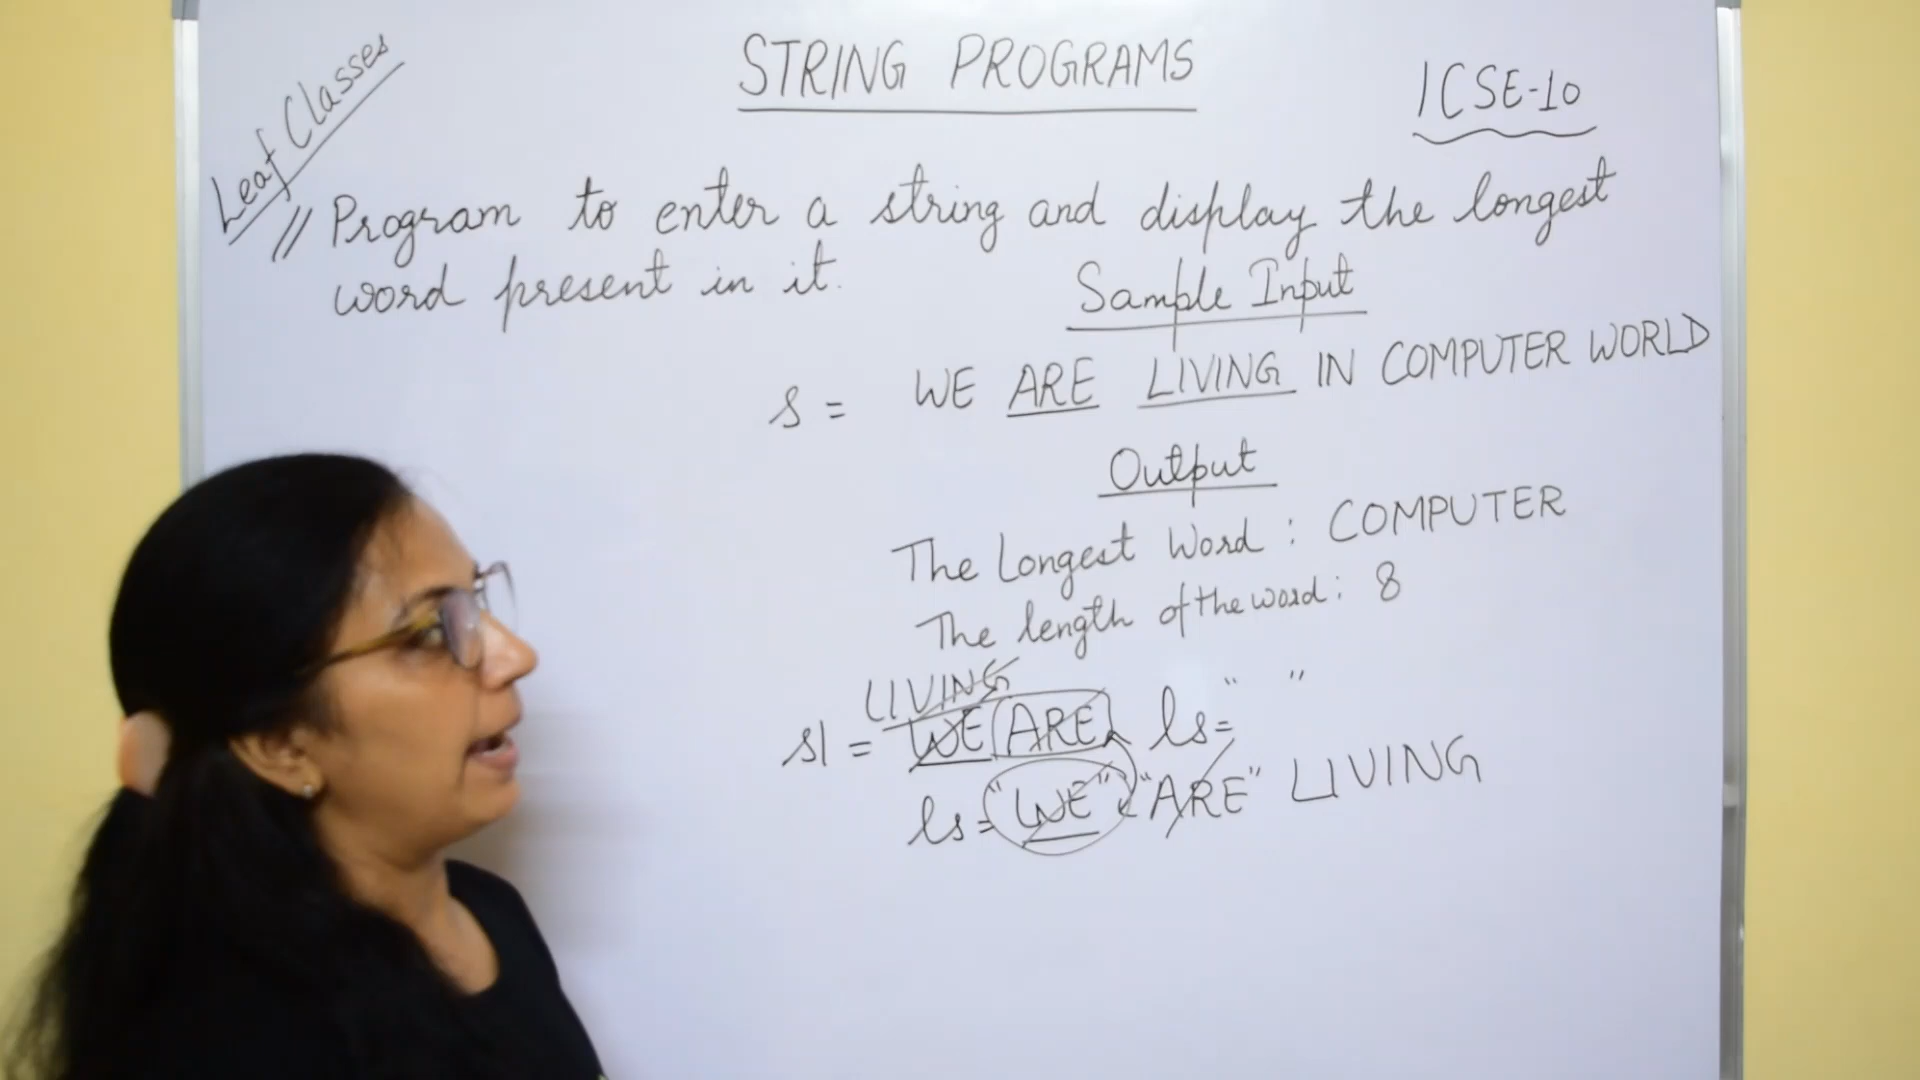 Leaf Classes
STRING PROGRAMS
ICSE-10
// Program to enter a string and display the longest
word present in it.
Sample Input
s = WE ARE LIVING IN COMPUTER WORLD
Output
The Longest Word : COMPUTER
The length of the word : 8
LIVING
s1 = WE ARE ls= " "
ls= "WE" "ARE" LIVING